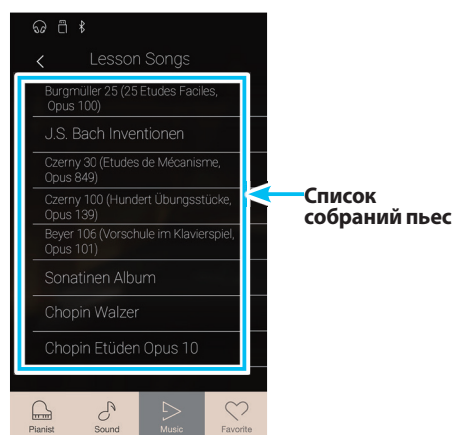 Lesson Songs
Burgmüller 25 (25 Etudes Faciles,
Opus 100)
J.S. Bach Inventionen
Czerny 30 (Etudes de Mécanisme,
Opus 849)
Czerny 100 (Hundert Übungsstücke,
Opus 139)
Beyer 106 (Vorschule im Klavierspiel,
Opus 101)
Sonatinen Album
Chopin Walzer
Chopin Etüden Opus 10
Список
собраний пьес
Pianist Sound Music Favorite